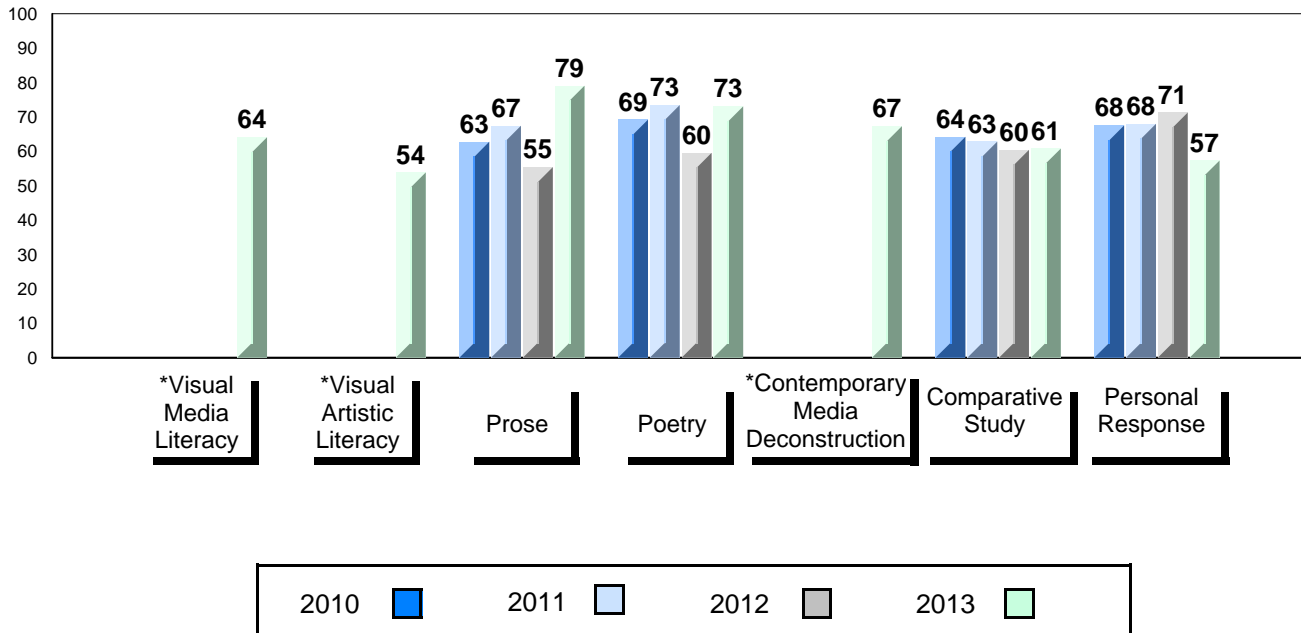 100
90
80
70
60
50
40
30
20
10
0
64
54
63
67
55
79
69
73
60
73
67
64
63
60
61
68
68
71
57
*Visual
Media
Literacy
*Visual
Artistic
Literacy
Prose
Poetry
*Contemporary
Media
Deconstruction
Comparative
Study
Personal
Response
2010 2011 2012 2013